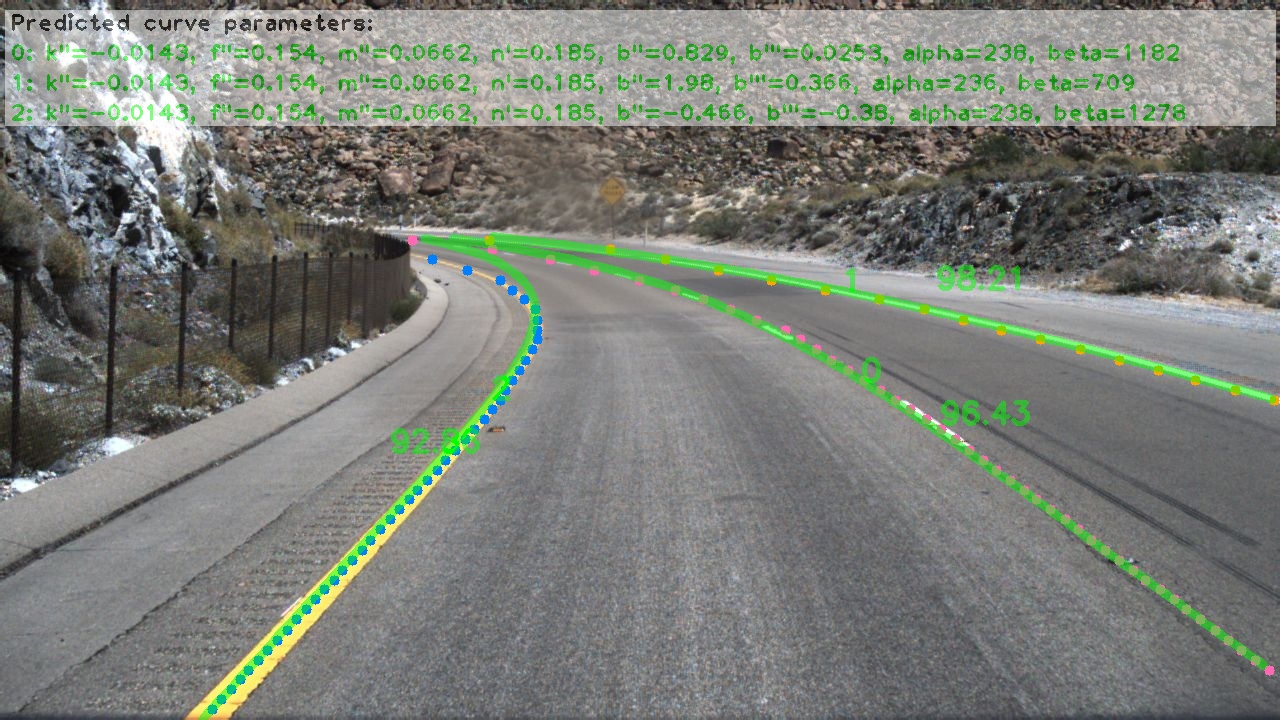 Predicted curve parameters:
0: k''=-0.0143, f''=0.154, m''=0.0662, n'=0.185, b''=0.829, b'''=0.0253, alpha=238, beta=1182
1: k''=-0.0143, f''=0.154, m''=0.0662, n'=0.185, b''=1.98, b'''=0.366, alpha=236, beta=709
2: k''=-0.0143, f''=0.154, m''=0.0662, n'=0.185, b''=-0.466, b'''=-0.38, alpha=238, beta=1278
1 98.21
0
96.43